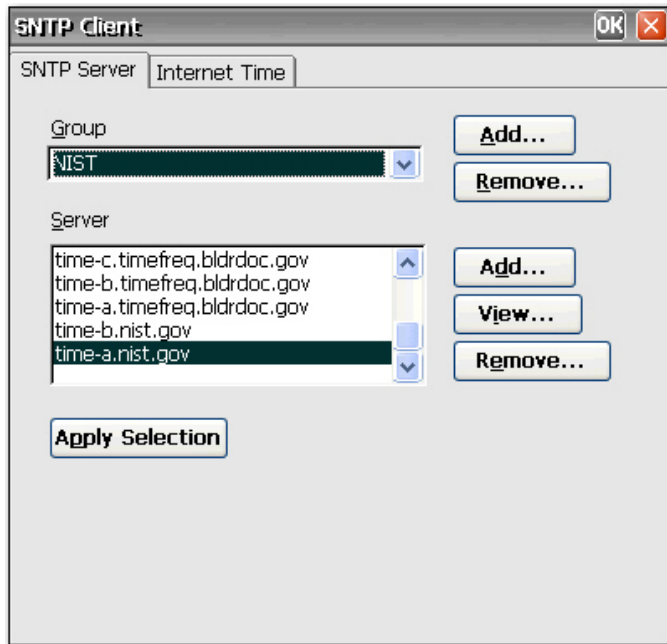 SNTP Client OK
SNTP Server Internet Time
Group
NIST
Add...
Remove...
Server
time-c.timefreq.bldrdoc.gov
time-b.timefreq.bldrdoc.gov
time-a.timefreq.bldrdoc.gov
time-b.nist.gov
time-a.nist.gov
Add...
View...
Remove...
Apply Selection